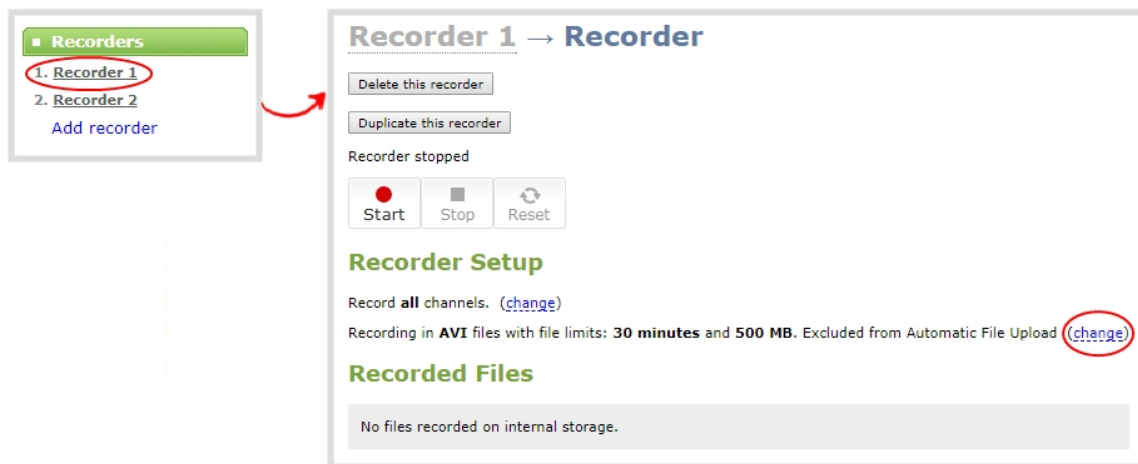 Recorders
1. Recorder 1
2. Recorder 2
Add recorder
Recorder 1 → Recorder
Delete this recorder
Duplicate this recorder
Recorder stopped
Start Stop Reset
Recorder Setup
Record all channels. (change)
Recording in AVI files with file limits: 30 minutes and 500 MB. Excluded from Automatic File Upload (change)
Recorded Files
No files recorded on internal storage.